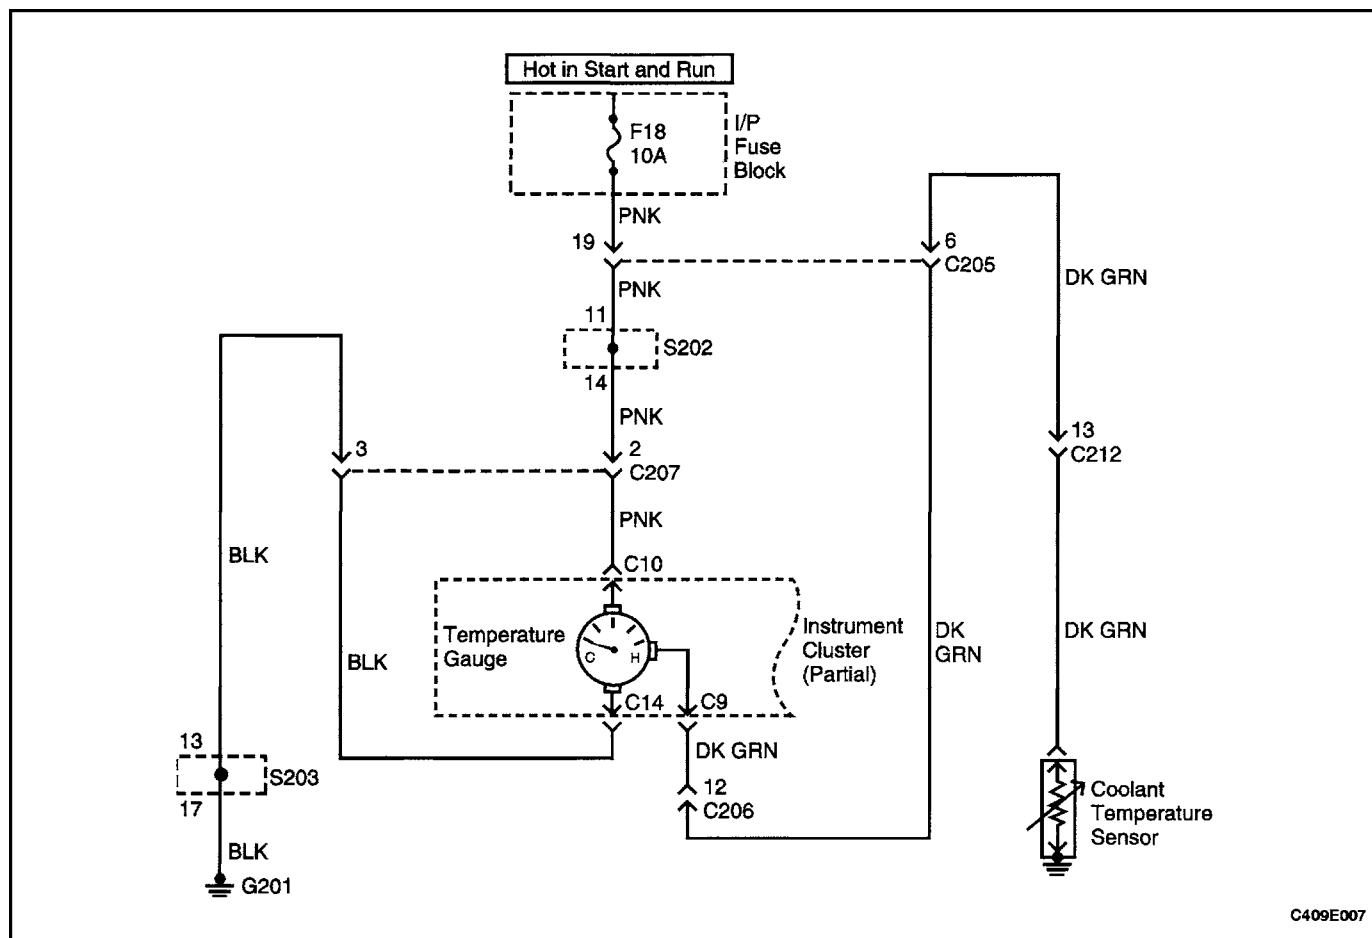 Hot in Start and Run
F18
10A
I/P
Fuse
Block
PNK
19
6
C205
PNK
DK GRN
11
S202
14
PNK
3
2
C207
13
C212
PNK
BLK
C10
Temperature
Gauge
C H
Instrument
Cluster
(Partial)
DK
GRN
DK GRN
BLK
C14
C9
DK GRN
13
S203
17
12
C206
Coolant
Temperature
Sensor
BLK
G201
C409E007